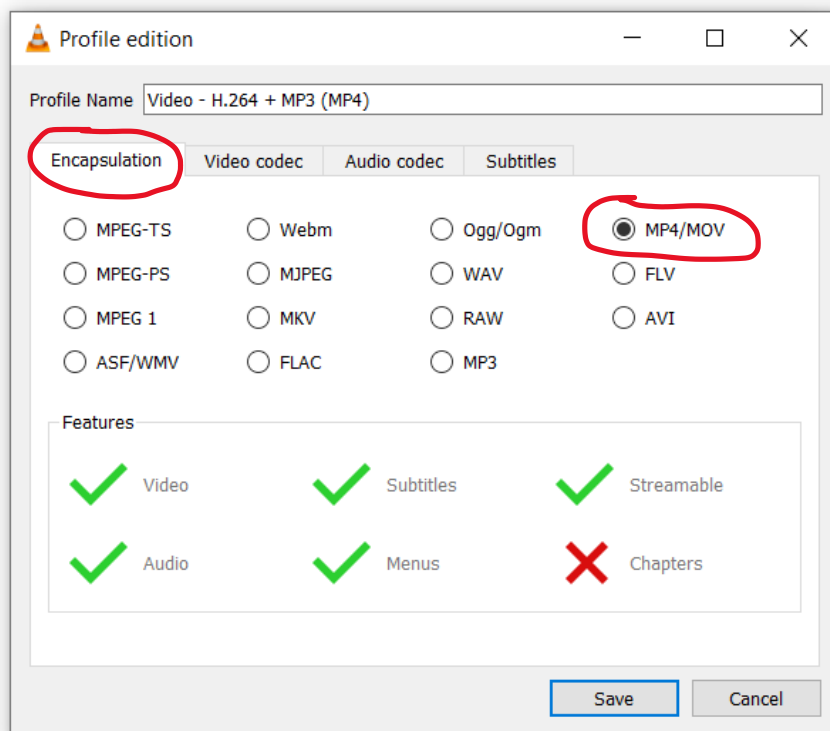 Profile edition
Profile Name Video - H.264 + MP3 (MP4)
Encapsulation Video codec Audio codec Subtitles
MPEG-TS Webm Ogg/Ogm MP4/MOV
MPEG-PS MJPEG WAV FLV
MPEG 1 MKV RAW AVI
ASF/WMV FLAC MP3
Features
Video Subtitles Streamable
Audio Menus Chapters
Save Cancel